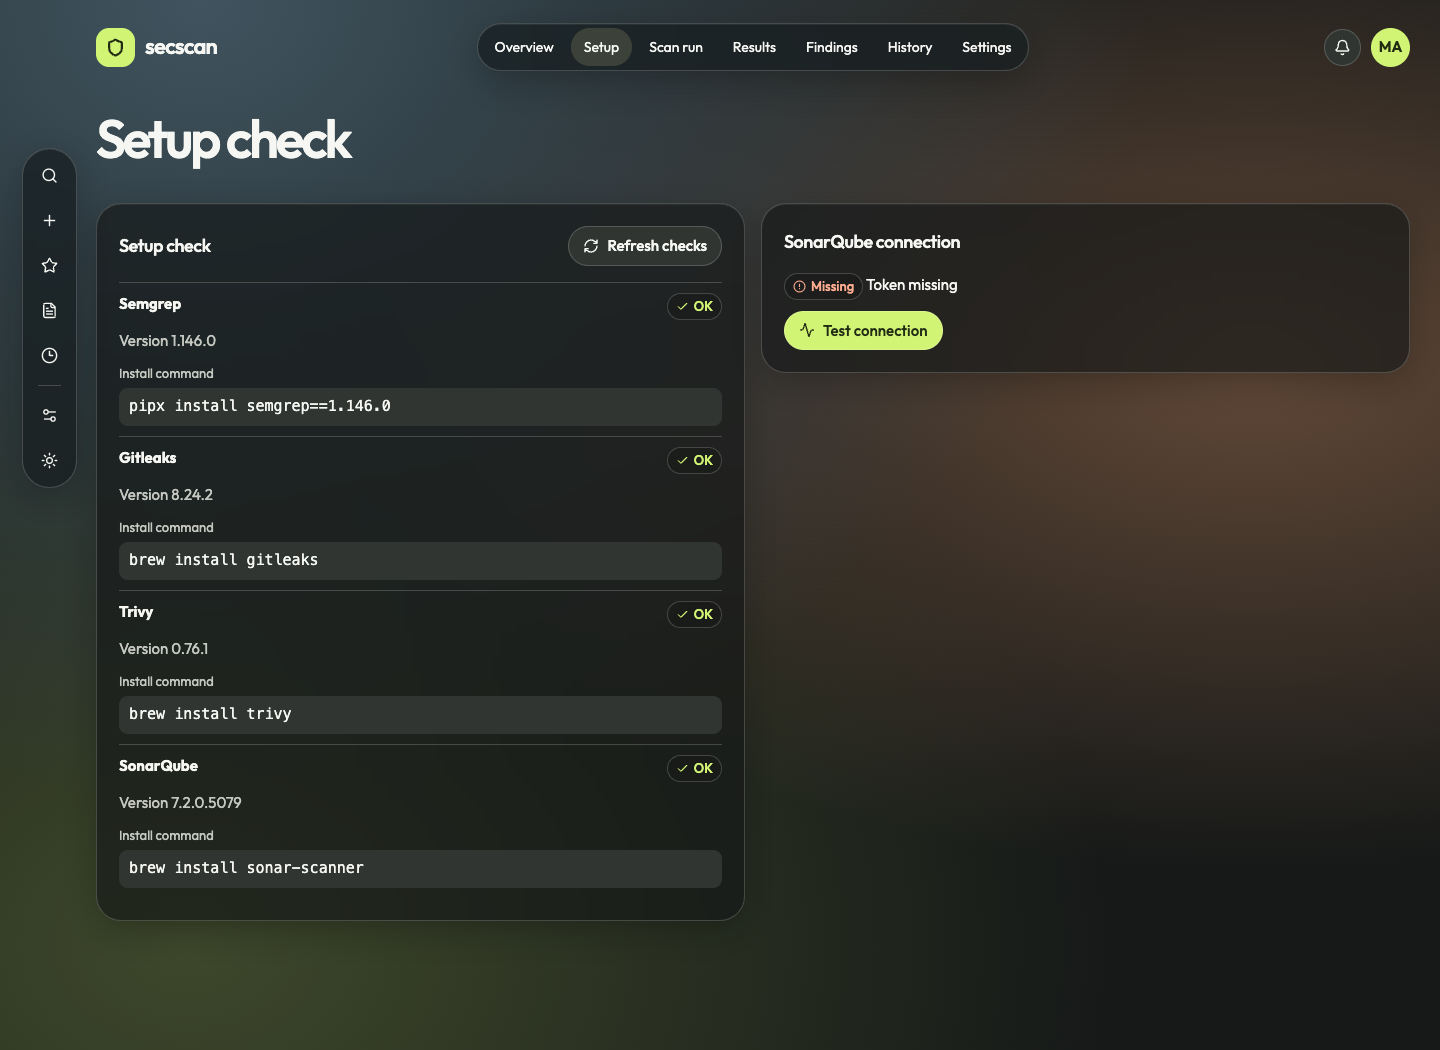 secscan
Overview
Setup
Scan run
Results
Findings
History
Settings
MA
Setup check
Setup check
Refresh checks
Semgrep
OK
Version 1.146.0
Install command
pipx install semgrep==1.146.0
Gitleaks
OK
Version 8.24.2
Install command
brew install gitleaks
Trivy
OK
Version 0.76.1
Install command
brew install trivy
SonarQube
OK
Version 7.2.0.5079
Install command
brew install sonar-scanner
SonarQube connection
Missing Token missing
Test connection